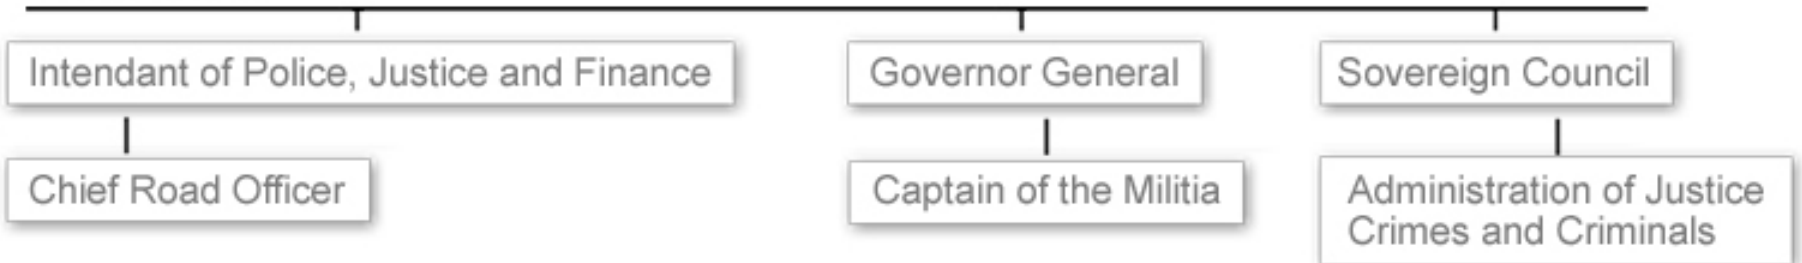 Intendant of Police, Justice and Finance
Governor General
Sovereign Council
Chief Road Officer
Captain of the Militia
Administration of Justice
Crimes and Criminals